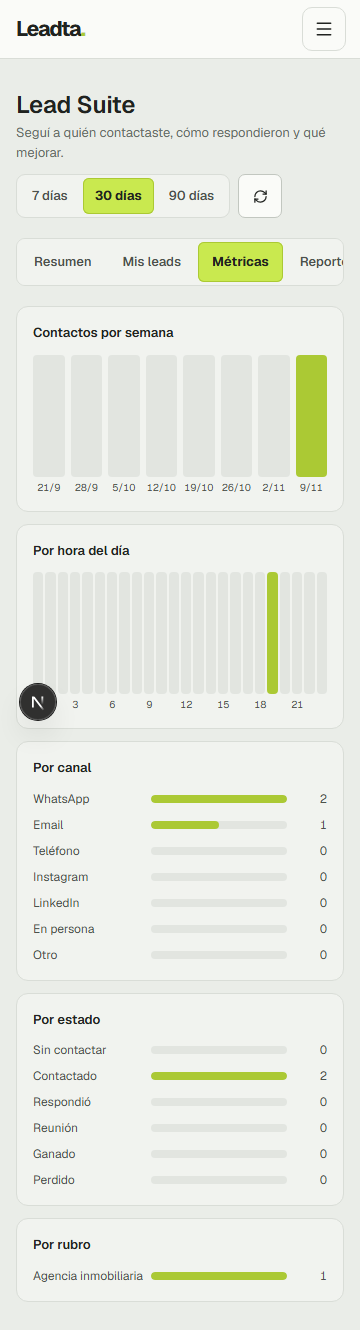 Leadta.
Lead Suite
Seguí a quién contactaste, cómo respondieron y qué
mejorar.
7 días 30 días 90 días
Resumen Mis leads Métricas Report
Contactos por semana
21/9 28/9 5/10 12/10 19/10 26/10 2/11 9/11
Por hora del día
N 3 6 9 12 15 18 21
Por canal
WhatsApp 2
Email 1
Teléfono 0
Instagram 0
LinkedIn 0
En persona 0
Otro 0
Por estado
Sin contactar 0
Contactado 2
Respondió 0
Reunión 0
Ganado 0
Perdido 0
Por rubro
Agencia inmobiliaria 1